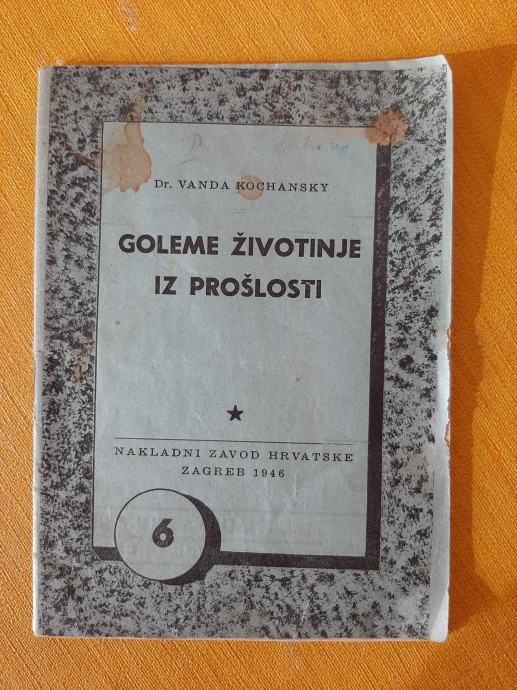 Dr. VANDA KOCHANSKY
GOLEME ŽIVOTINJE
IZ PROŠLOSTI
NAKLADNI ZAVOD HRVATSKE
ZAGREB 1946
6